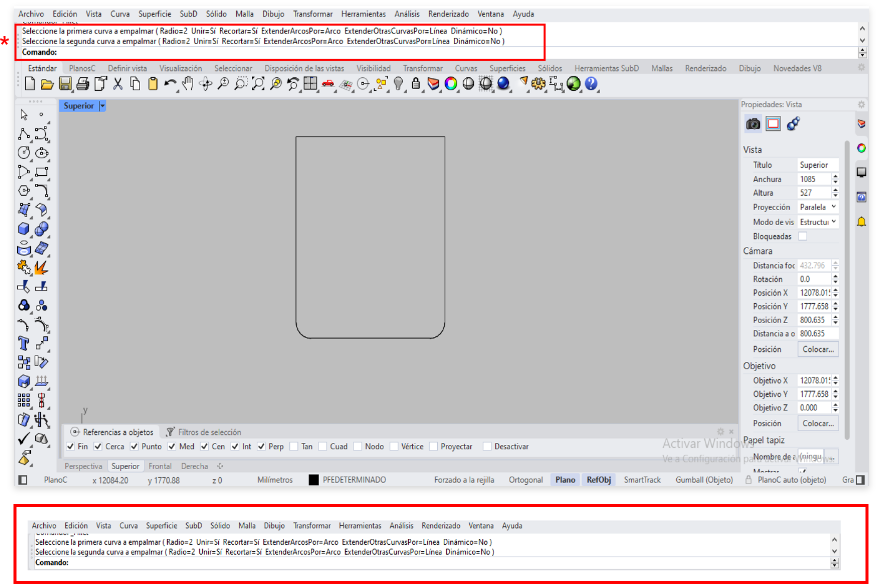 Archivo Edición Vista Curva Superficie SubD Sólido Malla Dibujo Transformar Herramientas Análisis Renderizado Ventana Ayuda
Seleccione la primera curva a empalmar ( Radio=2 Unir=Sí Recortar=Sí ExtenderArcosPor=Arco ExtenderOtrasCurvasPor=Línea Dinámico=No )
* Seleccione la segunda curva a empalmar ( Radio=2 Unir=Sí Recortar=Sí ExtenderArcosPor=Arco ExtenderOtrasCurvasPor=Línea Dinámico=No )
Comando:
Estándar PlanosC Definir vista Visualización Seleccionar Disposición de las vistas Visibilidad Transformar Curvas Superficies Sólidos Herramientas SubD Mallas Renderizado Dibujo Novedades V8
Superior
Propiedades: Vista
Vista
Título Superior
Anchura 1085
Altura 527
Proyección Paralela
Modo de vis Estructu
Bloqueadas
Cámara
Distancia foc 432.796
Rotación 0.0
Posición X 12078.01
Posición Y 1777.658
Posición Z 800.635
Distancia a o 800.635
Posición Colocar...
Objetivo
Objetivo X 12078.01
Objetivo Y 1777.658
Objetivo Z 0.000
Posición Colocar...
Papel tapiz
Nombre de a (ningu ...
Mostrar
y
Referencias a objetos Filtros de selección
Fin Cerca Punto Med Cen Int Perp Tan Cuad Nodo Vértice Proyectar Desactivar
Activar Windows
Ve a Configuración para
Perspectiva Superior Frontal Derecha
PlanoC x 12084.20 y 1770.88 z 0 Milímetros PREDETERMINADO Forzado a la rejilla Ortogonal Plano RefObj SmartTrack Gumball (Objeto) PlanoC auto (objeto) Gra
Archivo Edición Vista Curva Superficie SubD Sólido Malla Dibujo Transformar Herramientas Análisis Renderizado Ventana Ayuda
Seleccione la primera curva a empalmar ( Radio=2 Unir=Sí Recortar=Sí ExtenderArcosPor=Arco ExtenderOtrasCurvasPor=Línea Dinámico=No )
Seleccione la segunda curva a empalmar ( Radio=2 Unir=Sí Recortar=Sí ExtenderArcosPor=Arco ExtenderOtrasCurvasPor=Línea Dinámico=No )
Comando: